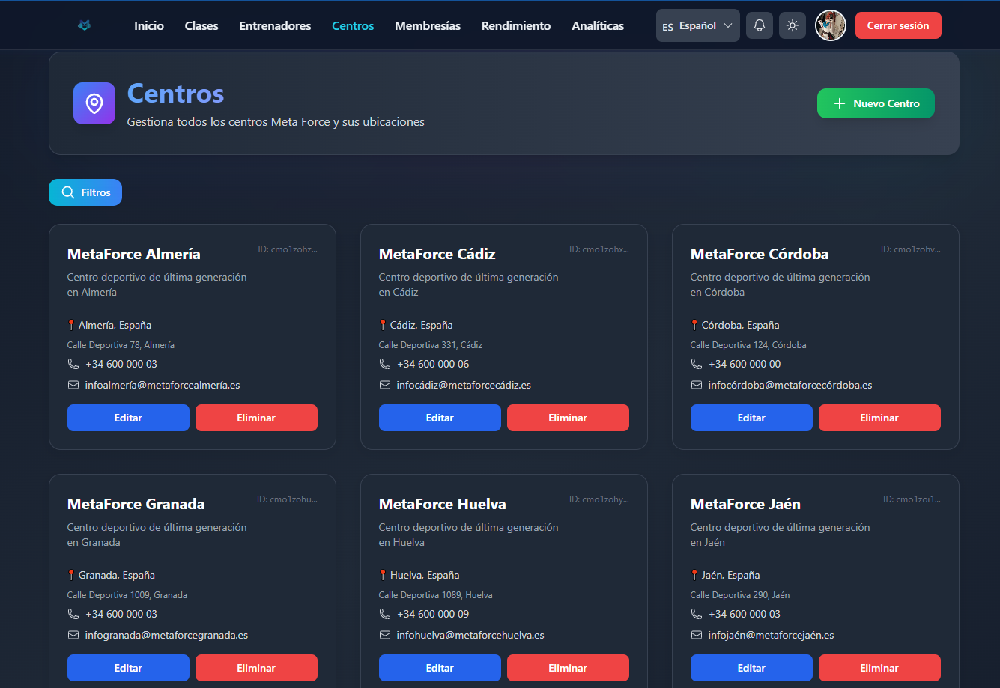 Inicio Clases Entrenadores Centros Membresías Rendimiento Analíticas ES Español Cerrar sesión
Centros
Gestiona todos los centros Meta Force y sus ubicaciones
Nuevo Centro
Filtros
MetaForce Almería
ID: cmo1zohz...
Centro deportivo de última generación
en Almería
Almería, España
Calle Deportiva 78, Almería
+34 600 000 03
infoalmería@metaforcealmería.es
Editar Eliminar
MetaForce Cádiz
ID: cmo1zohx...
Centro deportivo de última generación
en Cádiz
Cádiz, España
Calle Deportiva 331, Cádiz
+34 600 000 06
infocádiz@metaforcecádiz.es
Editar Eliminar
MetaForce Córdoba
ID: cmo1zohv...
Centro deportivo de última generación
en Córdoba
Córdoba, España
Calle Deportiva 124, Córdoba
+34 600 000 00
infocórdoba@metaforcecórdoba.es
Editar Eliminar
MetaForce Granada
ID: cmo1zohu...
Centro deportivo de última generación
en Granada
Granada, España
Calle Deportiva 1009, Granada
+34 600 000 03
infogranada@metaforcegranada.es
Editar Eliminar
MetaForce Huelva
ID: cmo1zohy...
Centro deportivo de última generación
en Huelva
Huelva, España
Calle Deportiva 1089, Huelva
+34 600 000 09
infohuelva@metaforcehuelva.es
Editar Eliminar
MetaForce Jaén
ID: cmo1zoi1...
Centro deportivo de última generación
en Jaén
Jaén, España
Calle Deportiva 290, Jaén
+34 600 000 03
infojaén@metaforcejaén.es
Editar Eliminar